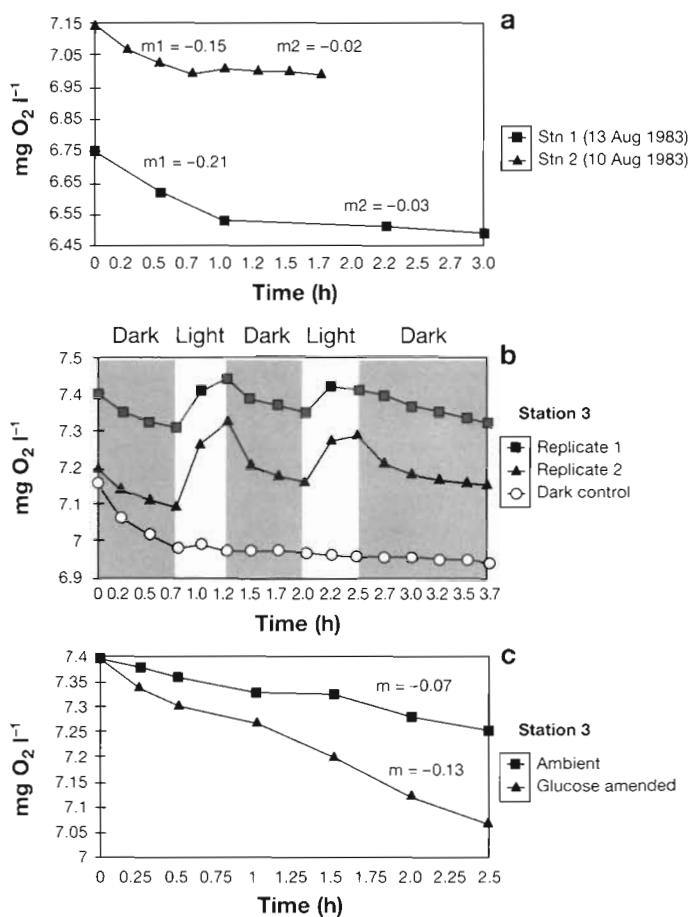 a
7.15
7.05
6.95
6.85
6.75
6.65
6.55
6.45
mg O₂ l⁻¹
m1 = −0.15
m2 = −0.02
m1 = −0.21
m2 = −0.03
0 0.2 0.5 0.7 1.0 1.2 1.5 1.7 2.0 2.2 2.5 2.7 3.0
Time (h)
Stn 1 (13 Aug 1983)
Stn 2 (10 Aug 1983)
Dark Light Dark Light Dark
b
7.5
7.4
7.3
7.2
7.1
7
6.9
mg O₂ l⁻¹
0 0.2 0.5 0.7 1.0 1.2 1.5 1.7 2.0 2.2 2.5 2.7 3.0 3.2 3.5 3.7
Time (h)
Station 3
Replicate 1
Replicate 2
Dark control
c
7.4
7.35
7.3
7.25
7.2
7.15
7.1
7.05
7
mg O₂ l⁻¹
m = −0.07
m = −0.13
0 0.25 0.5 0.75 1 1.25 1.5 1.75 2.0 2.25 2.5
Time (h)
Station 3
Ambient
Glucose amended